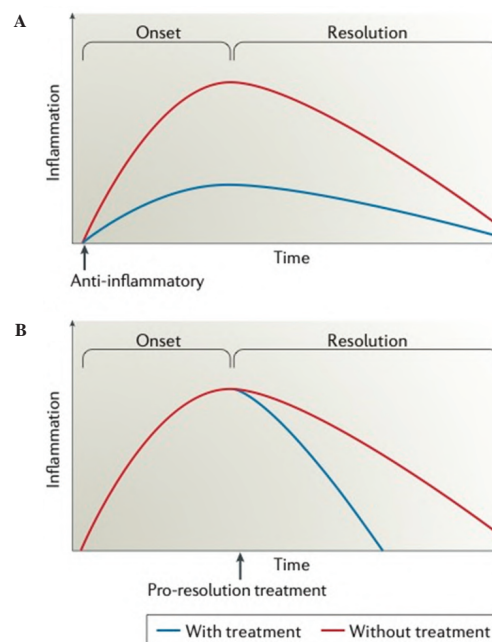 A
Onset
Resolution
Inflammation
Time
Anti-inflammatory
B
Onset
Resolution
Inflammation
Time
Pro-resolution treatment
With treatment Without treatment